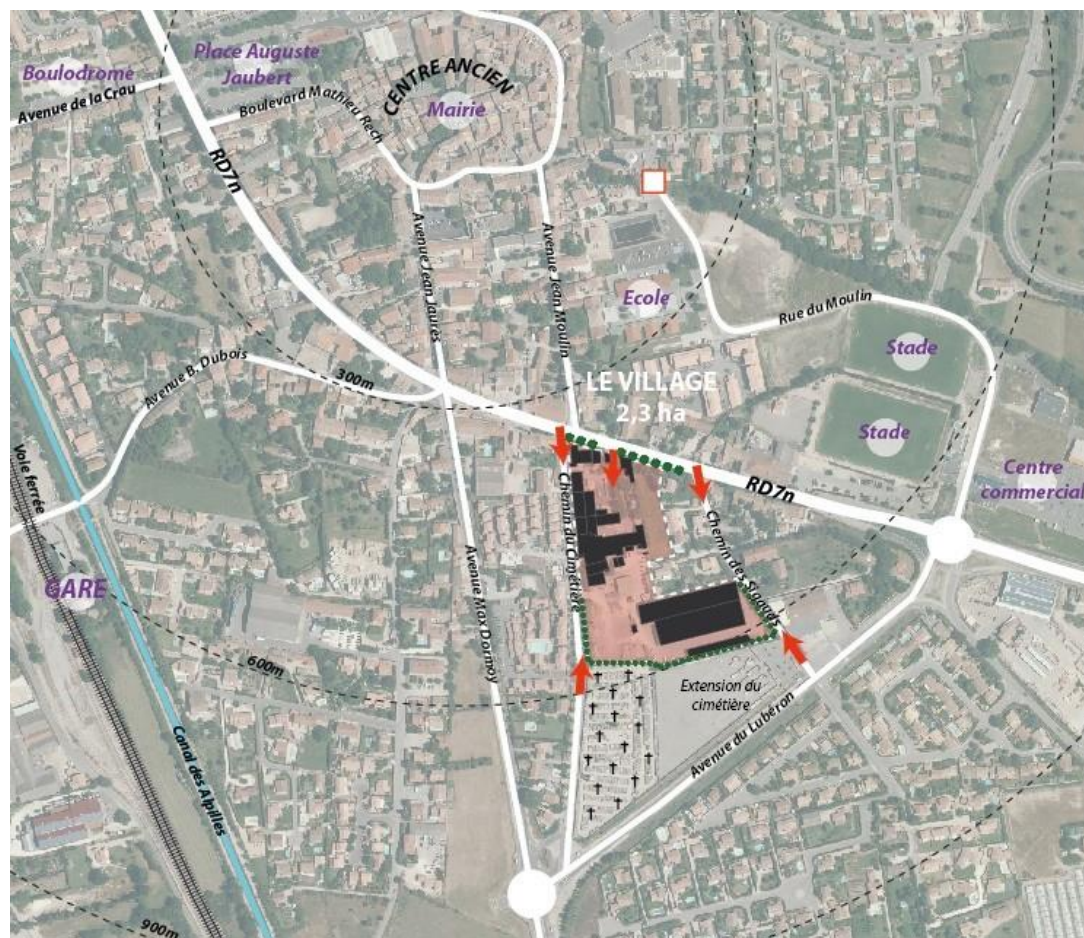 Place Auguste
Jaubert
Boulodrome
Avenue de la Crau
CENTRE ANCIEN
Mairie
Boulevard Mathieu Rech
RD7n
Avenue Jean Jaurès
Avenue Jean Moulin
Ecole
Rue du Moulin
Stade
Stade
Avenue B. Dubois
300m
LE VILLAGE
2,3 ha
RD7n
Centre
commercial
Voie ferrée
Chemin du Cimétière
Chemin des Sigauds
GARE
Avenue Max Dormoy
600m
Extension du
cimétière
Avenue du Lubéron
Canal des Alpilles
900m